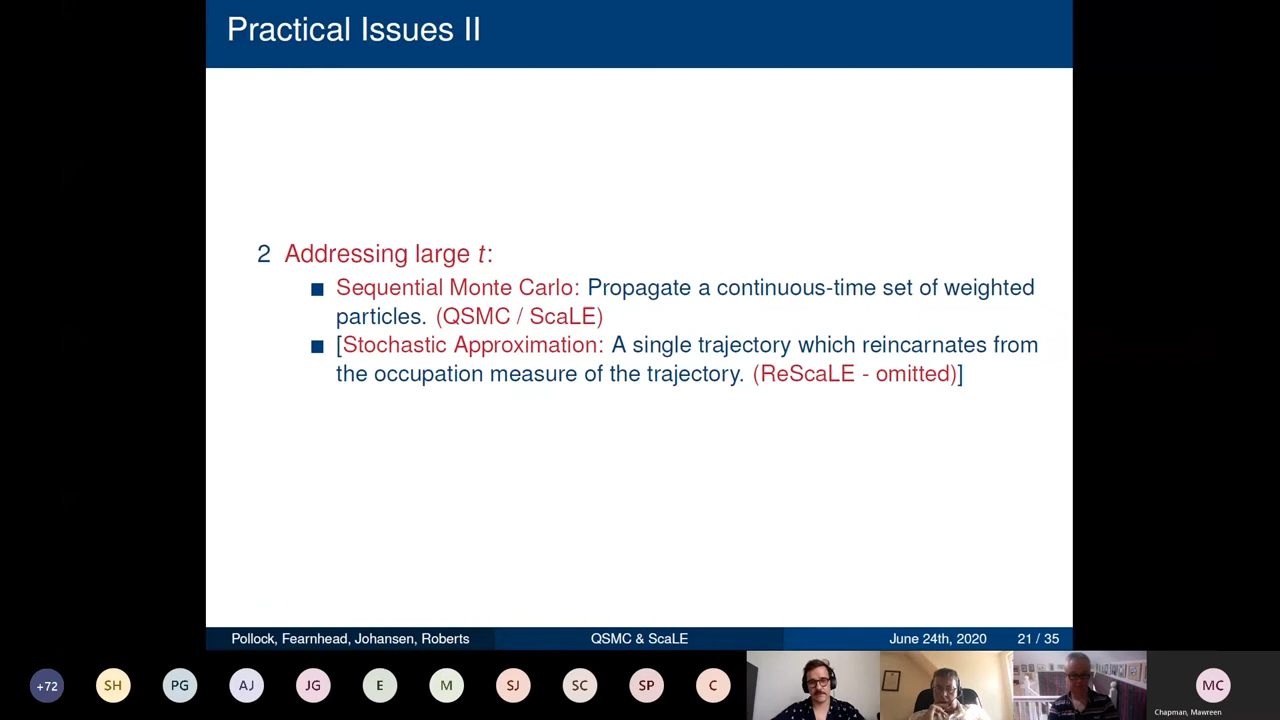 Practical Issues II
2 Addressing large t:
■ Sequential Monte Carlo: Propagate a continuous-time set of weighted
particles. (QSMC / ScaLE)
■ [Stochastic Approximation: A single trajectory which reincarnates from
the occupation measure of the trajectory. (ReScaLE - omitted)]
Pollock, Fearnhead, Johansen, Roberts QSMC & ScaLE June 24th, 2020 21 / 35
+72 SH PG AJ JG E M SJ SC SP C MC
Chapman, Mawreen